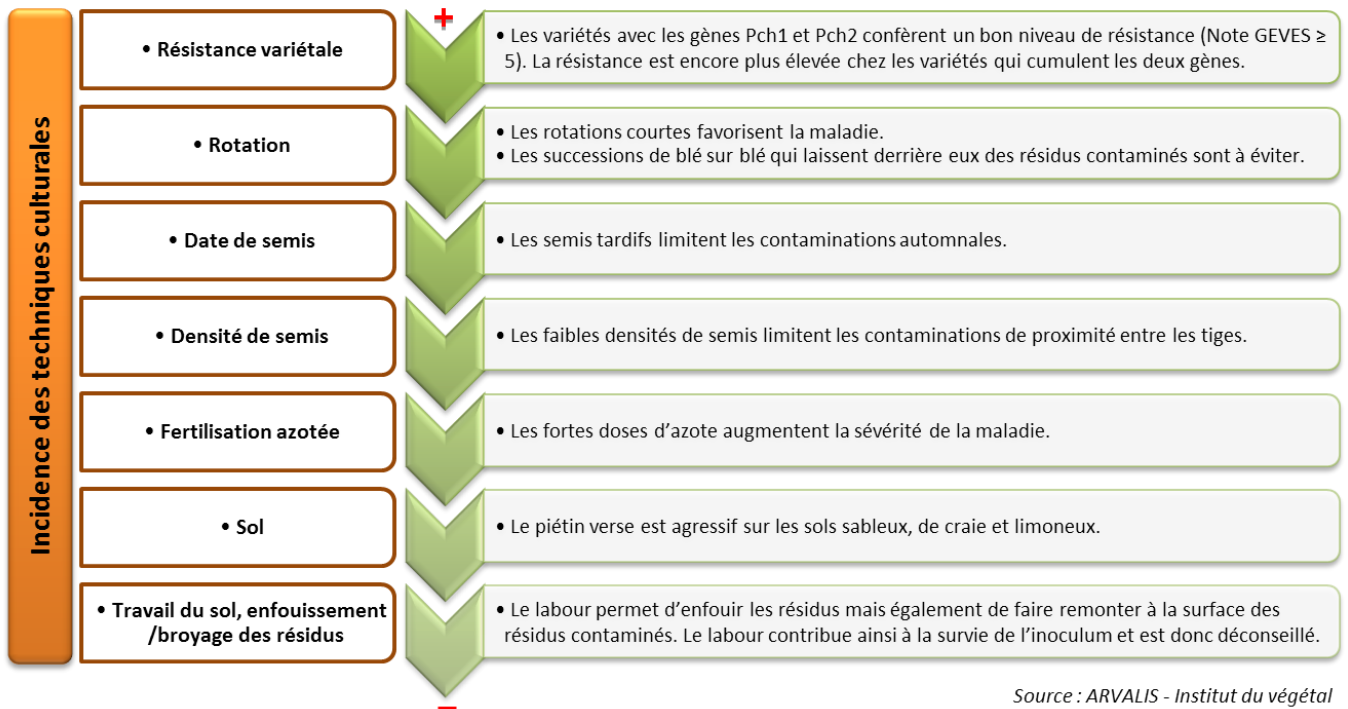 Incidence des techniques culturales
+
• Résistance variétale
• Les variétés avec les gènes Pch1 et Pch2 confèrent un bon niveau de résistance (Note GEVES ≥
5). La résistance est encore plus élevée chez les variétés qui cumulent les deux gènes.
• Rotation
• Les rotations courtes favorisent la maladie.
• Les successions de blé sur blé qui laissent derrière eux des résidus contaminés sont à éviter.
• Date de semis
• Les semis tardifs limitent les contaminations automnales.
• Densité de semis
• Les faibles densités de semis limitent les contaminations de proximité entre les tiges.
• Fertilisation azotée
• Les fortes doses d’azote augmentent la sévérité de la maladie.
• Sol
• Le piétin verse est agressif sur les sols sableux, de craie et limoneux.
• Travail du sol, enfouissement
/broyage des résidus
• Le labour permet d’enfouir les résidus mais également de faire remonter à la surface des
résidus contaminés. Le labour contribue ainsi à la survie de l’inoculum et est donc déconseillé.
–
Source : ARVALIS - Institut du végétal